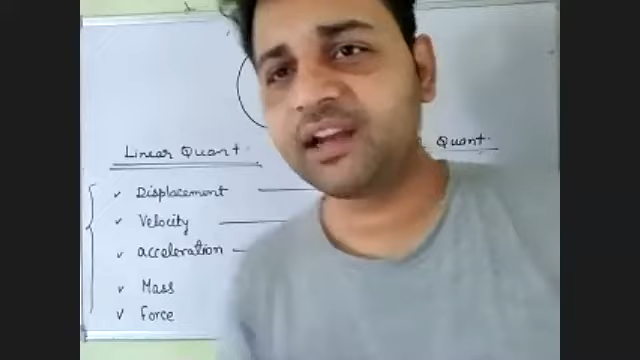 Linear Quant.
Quant.
Displacement
Velocity
acceleration
Mass
Force